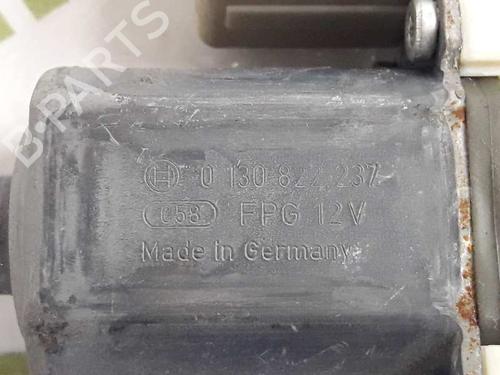 B-PARTS
0 130 822 237
058 FPG 12V
Made in Germany